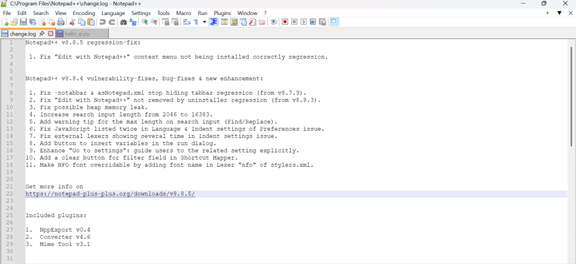 C:\Program Files\Notepad++\change.log - Notepad++
File Edit Search View Encoding Language Settings Tools Macro Run Plugins Window ?
change.log hello_ai.py
1 Notepad++ v8.8.5 regression-fix:
2
3 1. Fix "Edit with Notepad++" context menu not being installed correctly regression.
4
5
6 Notepad++ v8.8.4 vulnerability-fixes, bug-fixes & new enhancement:
7
8 1. Fix -notabbar & asNotepad.xml stop hiding tabbar regression (from v8.7.9).
9 2. Fix "Edit with Notepad++" not removed by uninstaller regression (from v8.8.3).
10 3. Fix possible heap memory leak.
11 4. Increase search input length from 2046 to 16383.
12 5. Add warning tip for the max length on search input (Find/Replace).
13 6. Fix JavaScript listed twice in Language & Indent settings of Preferences issue.
14 7. Fix external lexers showing several time in indent settings issue.
15 8. Add button to insert variables in the run dialog.
16 9. Enhance "Go to settings": guide users to the related setting explicitly.
17 10. Add a clear button for filter field in Shortcut Mapper.
18 11. Make NFO font overridable by adding font name in Lexer "nfo" of stylers.xml.
19
20
21 Get more info on
22 https://notepad-plus-plus.org/downloads/v8.8.5/
23
24
25 Included plugins:
26
27 1. NppExport v0.4
28 2. Converter v4.6
29 3. Mime Tool v3.1
30
31